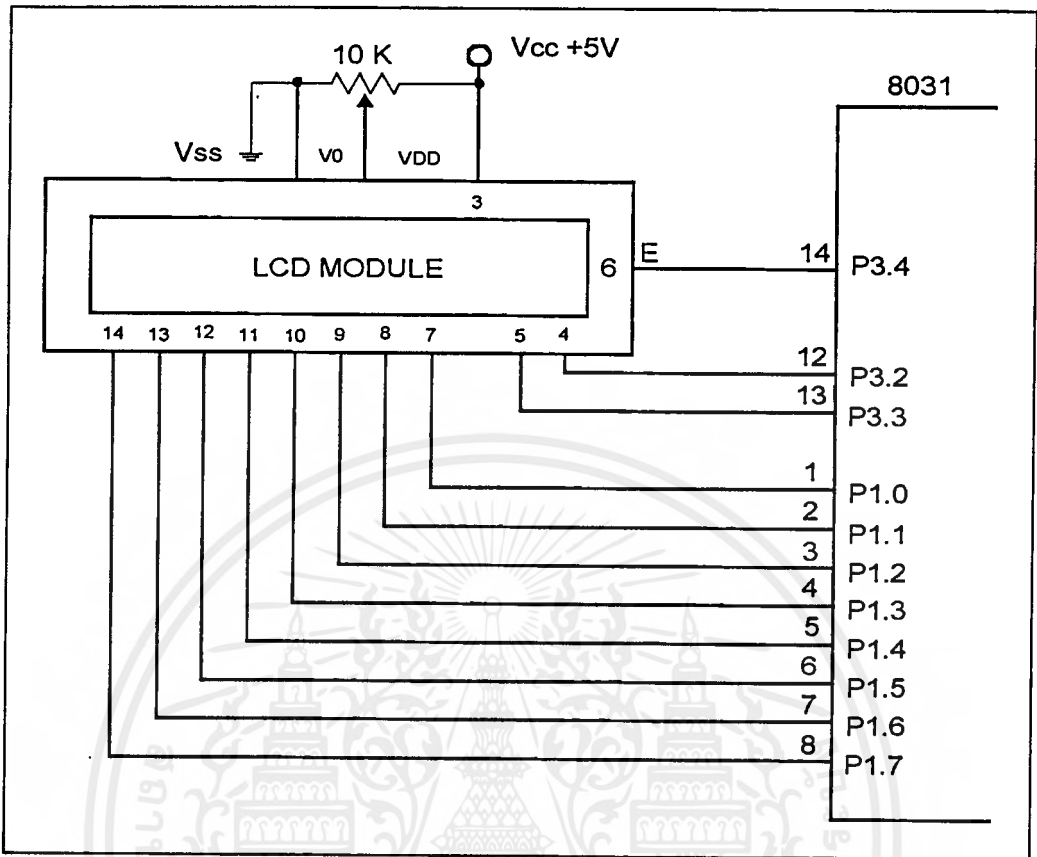 10 K
Vcc +5V
8031
Vss
V0
VDD
3
LCD MODULE
6
E
14
P3.4
14 13 12 11 10 9 8 7 5 4
12
P3.2
13
P3.3
1
P1.0
2
P1.1
3
P1.2
4
P1.3
5
P1.4
6
P1.5
7
P1.6
8
P1.7